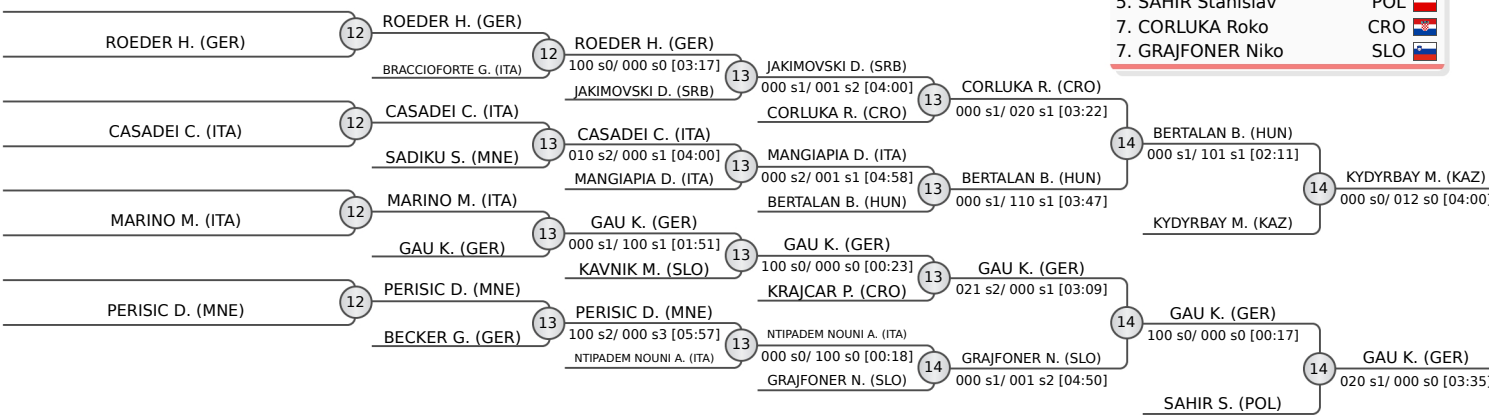 5. SAHIR Stanislav POL
7. CORLUKA Roko CRO
7. GRAJFONER Niko SLO
12
ROEDER H. (GER)
ROEDER H. (GER)
BRACCIOFORTE G. (ITA)
12
ROEDER H. (GER)
100 s0/ 000 s0 [03:17]
JAKIMOVSKI D. (SRB)
13
JAKIMOVSKI D. (SRB)
000 s1/ 001 s2 [04:00]
CORLUKA R. (CRO)
13
CORLUKA R. (CRO)
000 s1/ 020 s1 [03:22]
12
CASADEI C. (ITA)
CASADEI C. (ITA)
SADIKU S. (MNE)
13
CASADEI C. (ITA)
010 s2/ 000 s1 [04:00]
MANGIAPIA D. (ITA)
13
MANGIAPIA D. (ITA)
000 s2/ 001 s1 [04:58]
BERTALAN B. (HUN)
13
BERTALAN B. (HUN)
000 s1/ 110 s1 [03:47]
14
BERTALAN B. (HUN)
000 s1/ 101 s1 [02:11]
KYDYRBAY M. (KAZ)
14
KYDYRBAY M. (KAZ)
000 s0/ 012 s0 [04:00]
12
MARINO M. (ITA)
MARINO M. (ITA)
GAU K. (GER)
13
GAU K. (GER)
000 s1/ 100 s1 [01:51]
KAVNIK M. (SLO)
13
GAU K. (GER)
100 s0/ 000 s0 [00:23]
KRAJCAR P. (CRO)
13
GAU K. (GER)
021 s2/ 000 s1 [03:09]
12
PERISIC D. (MNE)
PERISIC D. (MNE)
BECKER G. (GER)
13
PERISIC D. (MNE)
100 s2/ 000 s3 [05:57]
NTIPADEM NOUNI A. (ITA)
13
NTIPADEM NOUNI A. (ITA)
000 s0/ 100 s0 [00:18]
GRAJFONER N. (SLO)
14
GRAJFONER N. (SLO)
000 s1/ 001 s2 [04:50]
14
GAU K. (GER)
100 s0/ 000 s0 [00:17]
SAHIR S. (POL)
14
GAU K. (GER)
020 s1/ 000 s0 [03:35]